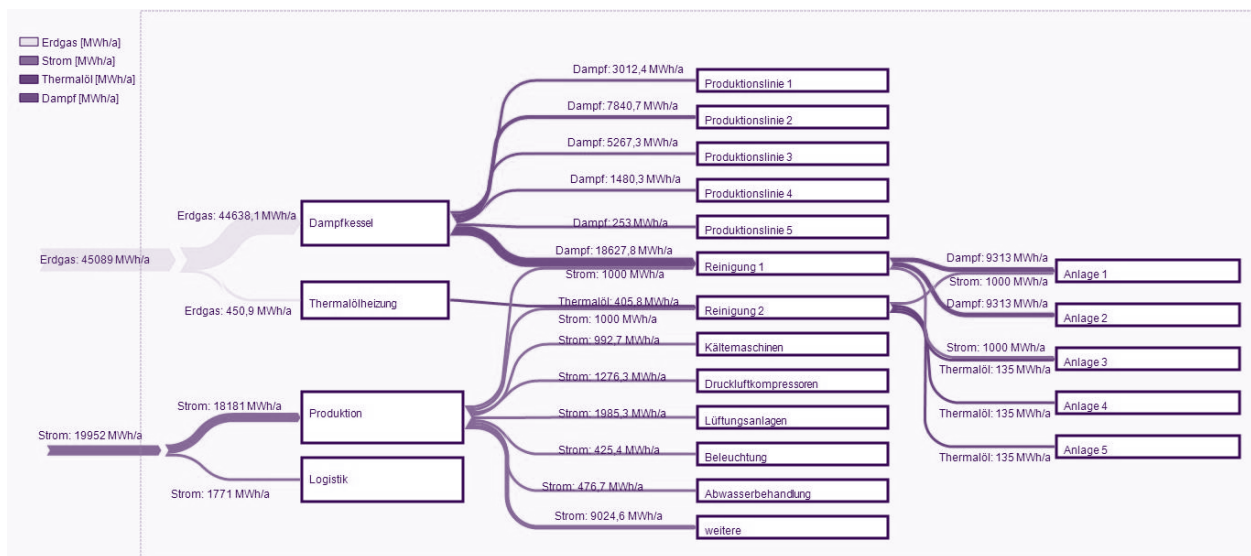 Erdgas [MWh/a]
Strom [MWh/a]
Thermalöl [MWh/a]
Dampf [MWh/a]
Erdgas: 45089 MWh/a
Erdgas: 44638,1 MWh/a
Erdgas: 450,9 MWh/a
Strom: 19952 MWh/a
Strom: 18181 MWh/a
Strom: 1771 MWh/a
Dampfkessel
Thermalölheizung
Produktion
Logistik
Dampf: 3012,4 MWh/a
Produktionslinie 1
Dampf: 7840,7 MWh/a
Produktionslinie 2
Dampf: 5267,3 MWh/a
Produktionslinie 3
Dampf: 1480,3 MWh/a
Produktionslinie 4
Dampf: 253 MWh/a
Produktionslinie 5
Dampf: 18627,8 MWh/a
Reinigung 1
Strom: 1000 MWh/a
Thermalöl: 405,8 MWh/a
Reinigung 2
Strom: 1000 MWh/a
Strom: 992,7 MWh/a
Kältemaschinen
Strom: 1276,3 MWh/a
Druckluftkompressoren
Strom: 1985,3 MWh/a
Lüftungsanlagen
Strom: 425,4 MWh/a
Beleuchtung
Strom: 476,7 MWh/a
Abwasserbehandlung
Strom: 9024,6 MWh/a
weitere
Dampf: 9313 MWh/a
Anlage 1
Strom: 1000 MWh/a
Dampf: 9313 MWh/a
Anlage 2
Strom: 1000 MWh/a
Anlage 3
Thermalöl: 135 MWh/a
Anlage 4
Thermalöl: 135 MWh/a
Anlage 5
Thermalöl: 135 MWh/a